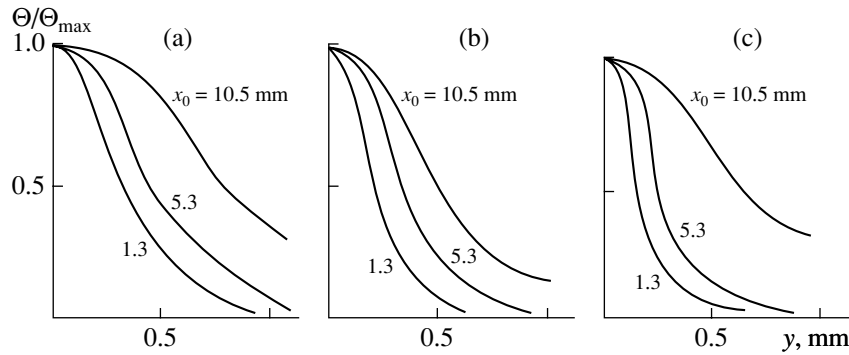 Θ/Θmax
(a) (b) (c)
1.0
x0 = 10.5 mm x0 = 10.5 mm x0 = 10.5 mm
0.5
5.3 5.3 5.3
1.3 1.3 1.3
0.5 0.5 0.5 y, mm